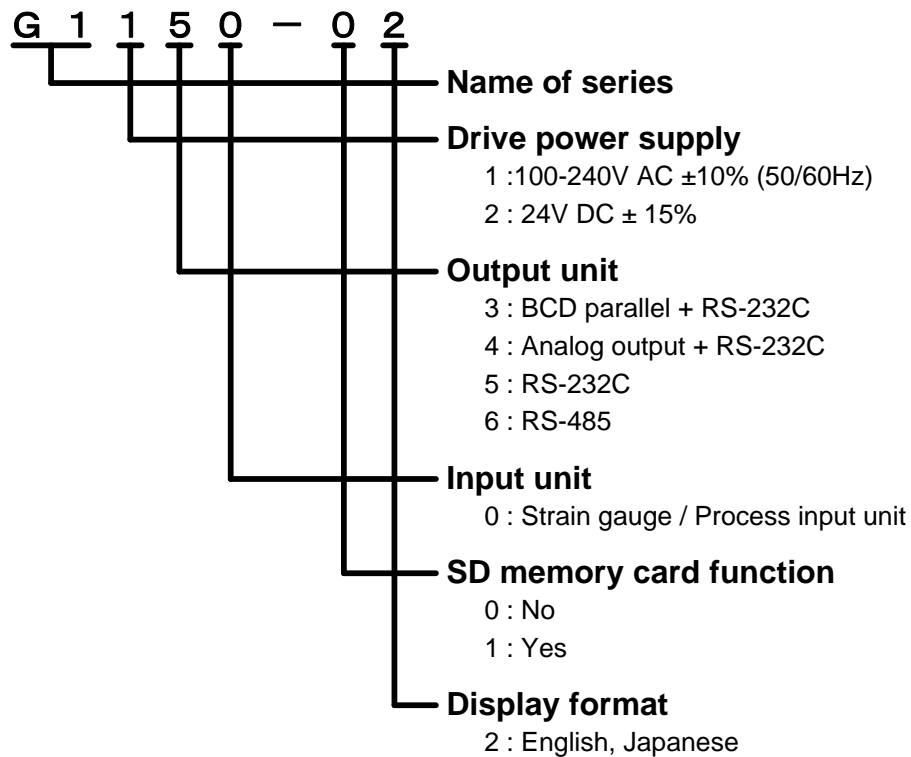 G 1 1 5 0 － 0 2
Name of series
Drive power supply
1 :100-240V AC ±10% (50/60Hz)
2 : 24V DC ± 15%
Output unit
3 : BCD parallel + RS-232C
4 : Analog output + RS-232C
5 : RS-232C
6 : RS-485
Input unit
0 : Strain gauge / Process input unit
SD memory card function
0 : No
1 : Yes
Display format
2 : English, Japanese